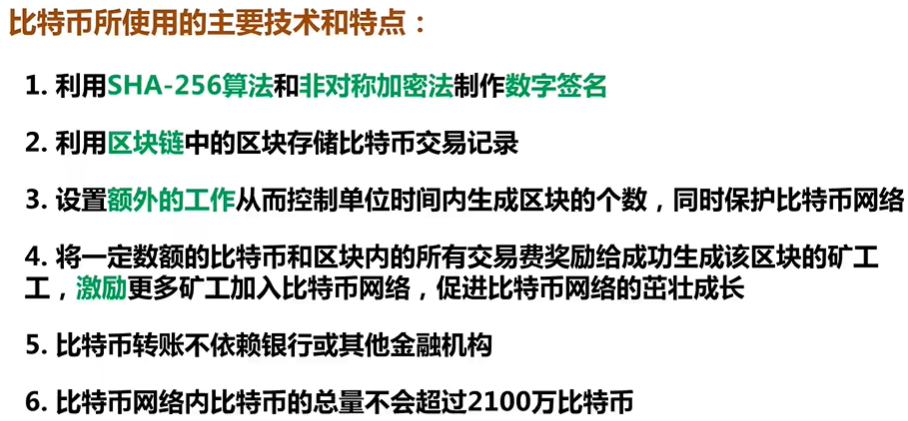 比特币所使用的主要技术和特点：
1. 利用SHA-256算法和非对称加密法制作数字签名
2. 利用区块链中的区块存储比特币交易记录
3. 设置额外的工作从而控制单位时间内生成区块的个数，同时保护比特币网络
4. 将一定数额的比特币和区块内的所有交易费奖励给成功生成该区块的矿工
工，激励更多矿工加入比特币网络，促进比特币网络的茁壮成长
5. 比特币转账不依赖银行或其他金融机构
6. 比特币网络内比特币的总量不会超过2100万比特币